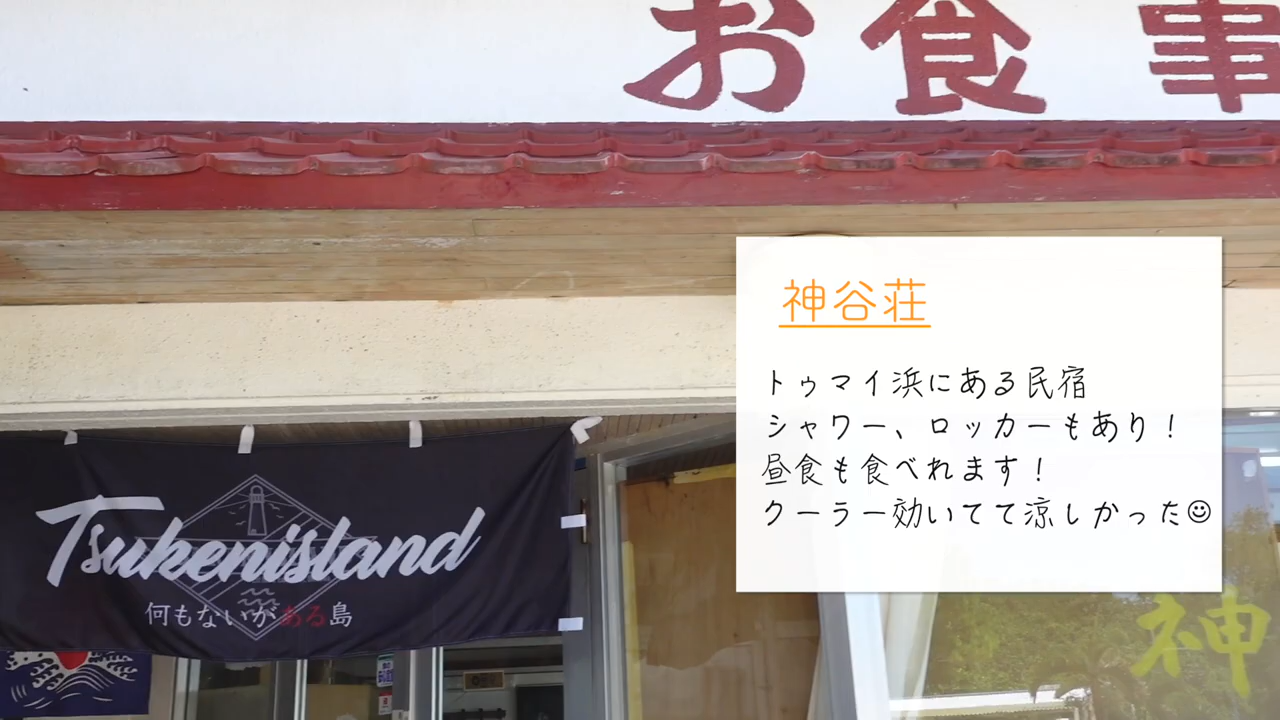 お食事
神谷荘
トゥマイ浜にある民宿
シャワー、ロッカーもあり！
昼食も食べれます！
クーラー効いてて涼しかった☺
Tsukenisland
何もないがある島
神